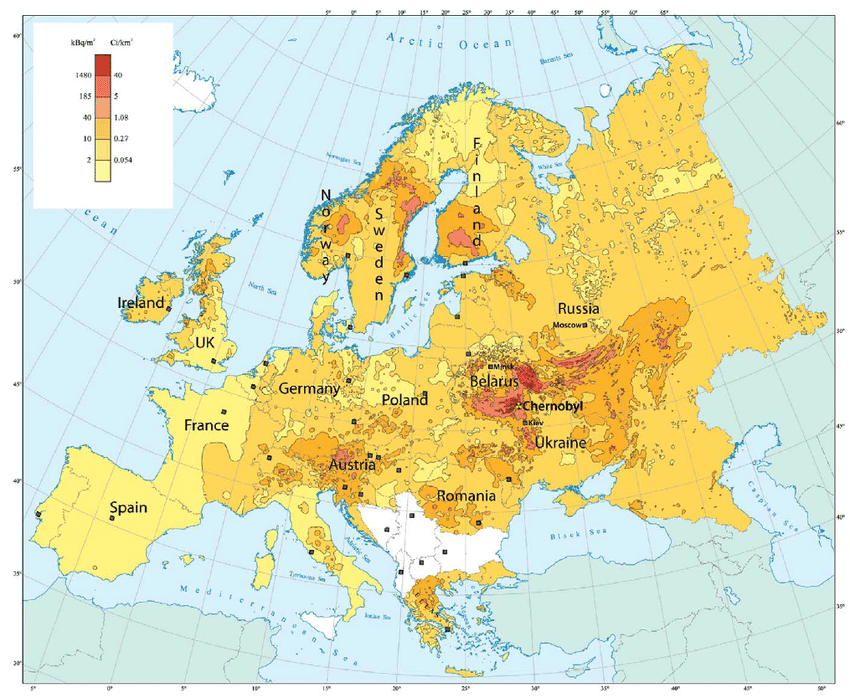 5° 0° 5° 10° 15° 20° 25° 30° 35° 40° 45° 50° 55° 60° 65°
kBq/m² Ci/km²
1480 40
185 5
40 1.08
10 0.27
2 0.054
Arctic Ocean
Barents Sea
60°
60°
55°
Norwegian Sea
White Sea
Finland
Norway
Sweden
cean
50°
North Sea
Baltic Sea
Ireland
UK
Russia
Moscow
50°
45°
Minsk
Belarus
Germany
Poland
Chernobyl
France
Kiev
Ukraine
45°
Austria
40°
Romania
Spain
40°
Caspian Sea
Black Sea
Adriatic Sea
Tyrrhenian Sea
35°
Mediterranean Sea
Ionian Sea
35°
30°
5° 0° 5° 10° 15° 20° 25° 30° 35° 40° 45°